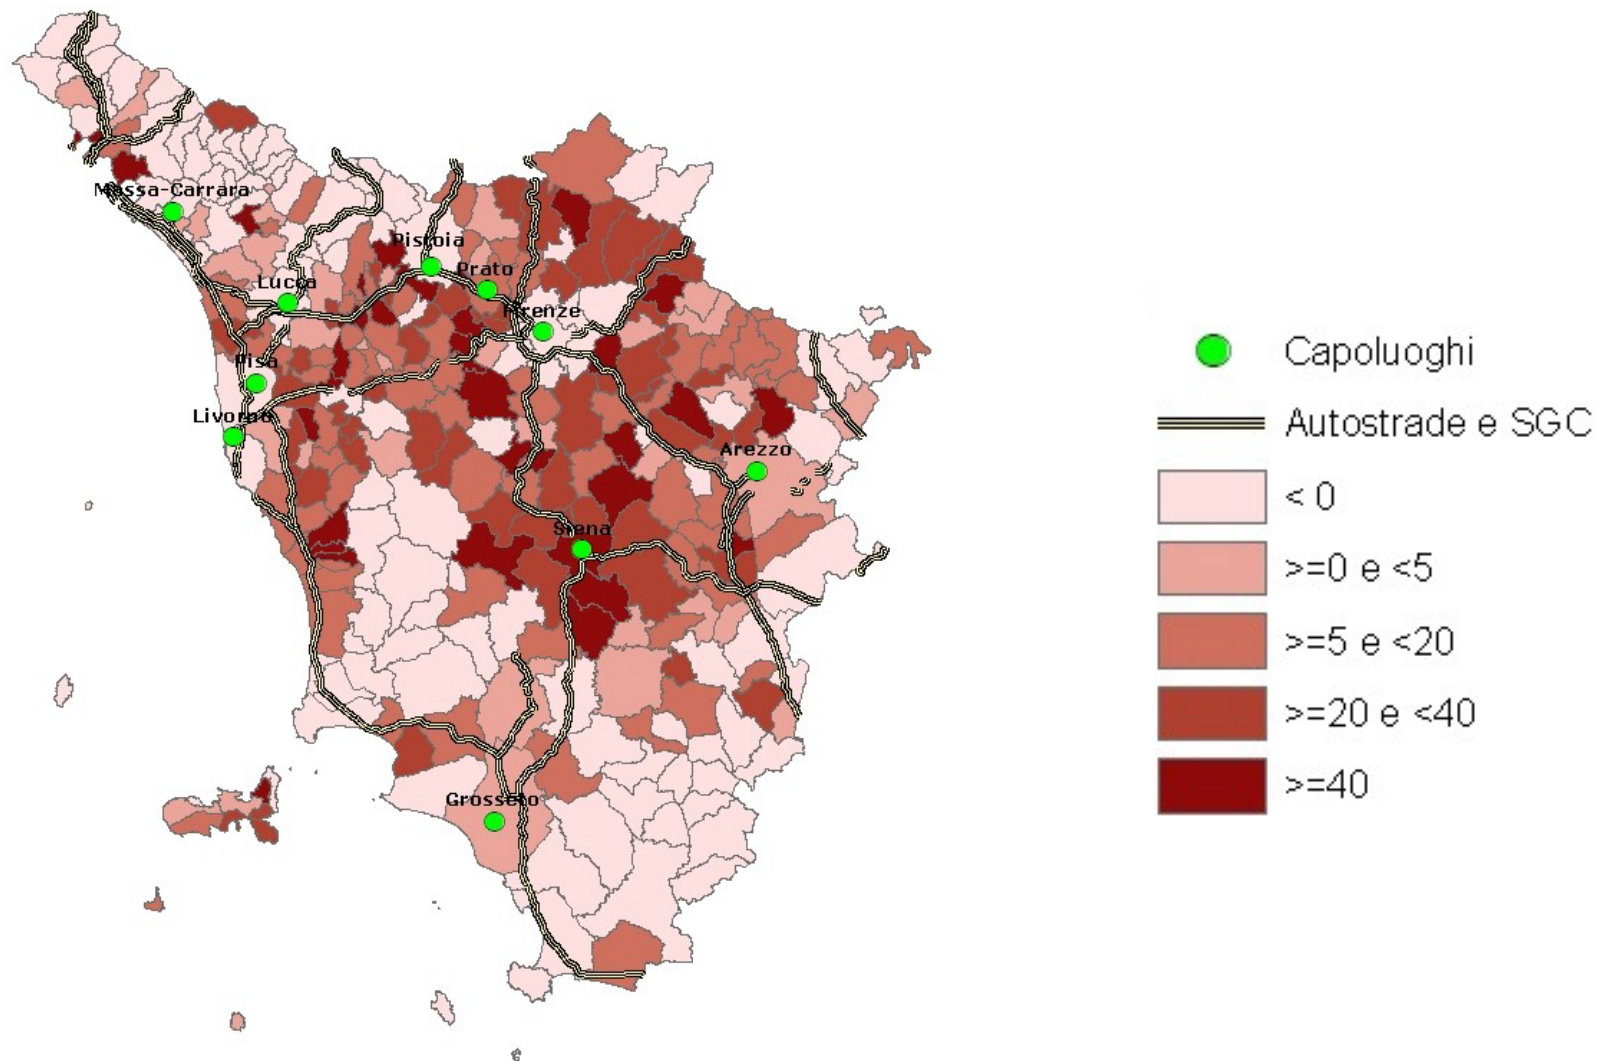 Massa-Carrara
Pistoia
Prato
Lucca
Firenze
Pisa
Livorno
Arezzo
Siena
Grosseto
Capoluoghi
Autostrade e SGC
< 0
>=0 e <5
>=5 e <20
>=20 e <40
>=40